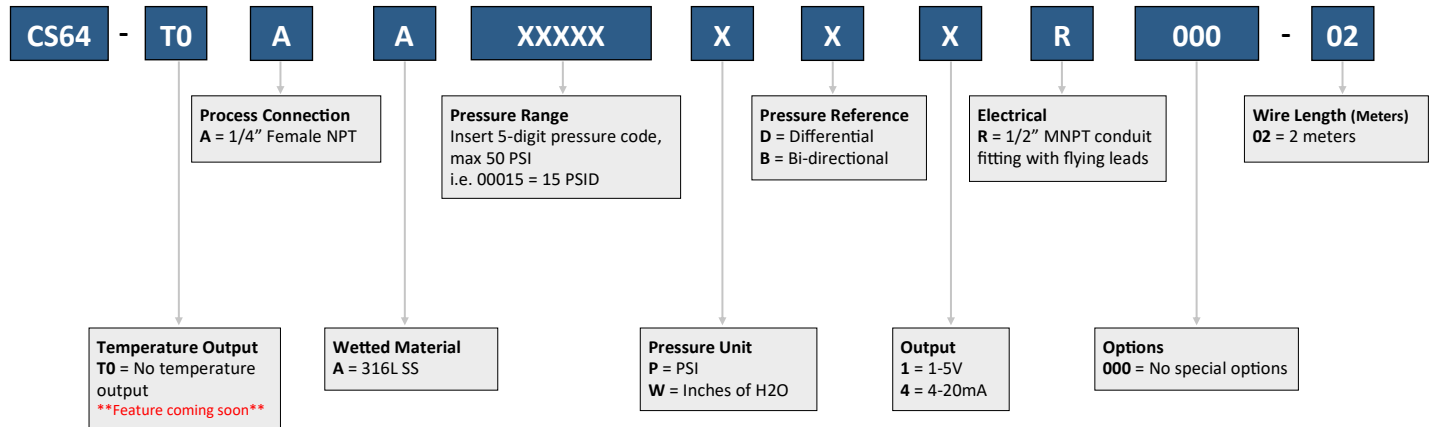 CS64 - T0 A A XXXXX X X X R 000 - 02
Process Connection
A = 1/4” Female NPT
Pressure Range
Insert 5-digit pressure code,
max 50 PSI
i.e. 00015 = 15 PSID
Pressure Reference
D = Differential
B = Bi-directional
Electrical
R = 1/2” MNPT conduit
fitting with flying leads
Wire Length (Meters)
02 = 2 meters
Temperature Output
T0 = No temperature
output
**Feature coming soon**
Wetted Material
A = 316L SS
Pressure Unit
P = PSI
W = Inches of H2O
Output
1 = 1-5V
4 = 4-20mA
Options
000 = No special options